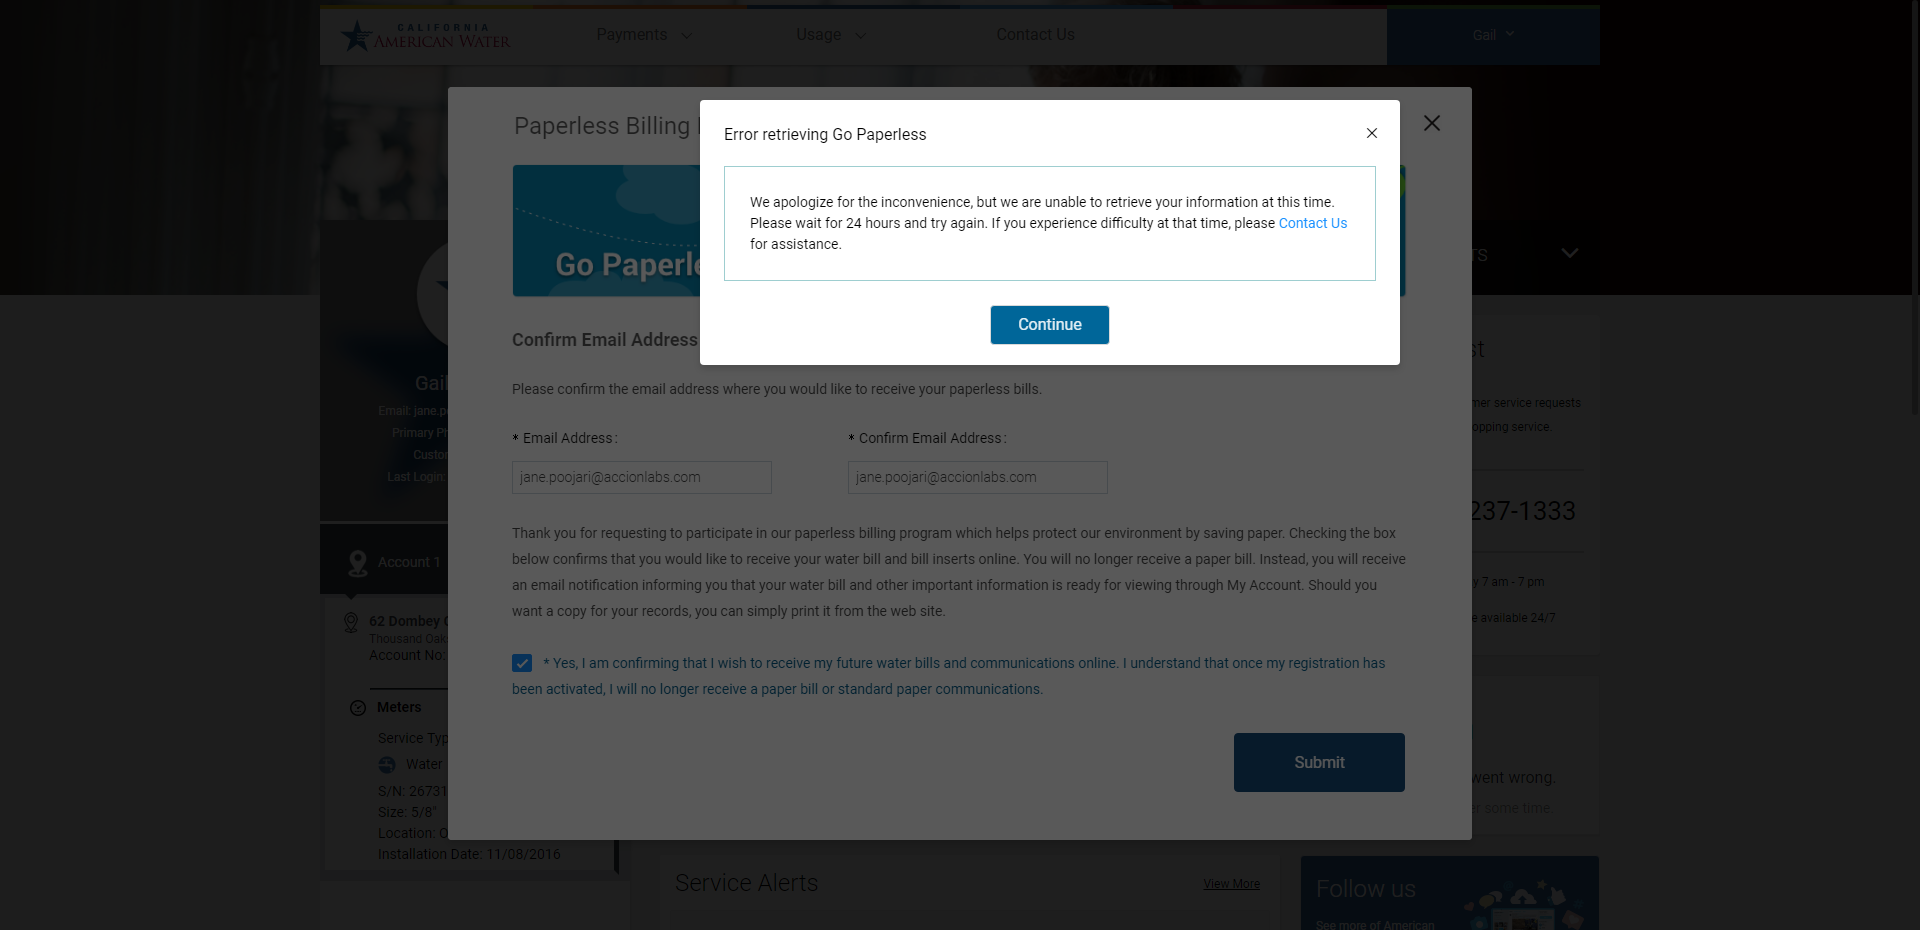 CALIFORNIA
AMERICAN WATER
Payments
Usage
Contact Us
Gail
Paperless Billing
Error retrieving Go Paperless
We apologize for the inconvenience, but we are unable to retrieve your information at this time.
Please wait for 24 hours and try again. If you experience difficulty at that time, please Contact Us
for assistance.
Continue
Go Paperle
TS
Confirm Email Address
st
Please confirm the email address where you would like to receive your paperless bills.
Gail
Email: jane.po
mer service requests
Primary Ph
opping service.
* Email Address:
* Confirm Email Address:
Custom
Last Login:
jane.poojari@accionlabs.com
jane.poojari@accionlabs.com
237-1333
Thank you for requesting to participate in our paperless billing program which helps protect our environment by saving paper. Checking the box
below confirms that you would like to receive your water bill and bill inserts online. You will no longer receive a paper bill. Instead, you will receive
an email notification informing you that your water bill and other important information is ready for viewing through My Account. Should you
want a copy for your records, you can simply print it from the web site.
Account 1
y 7 am - 7 pm
e available 24/7
62 Dombey
Thousand Oak
Account No:
* Yes, I am confirming that I wish to receive my future water bills and communications online. I understand that once my registration has
been activated, I will no longer receive a paper bill or standard paper communications.
Meters
Service Typ
Water
S/N: 26731
Size: 5/8"
Location: O
Installation Date: 11/08/2016
Submit
went wrong.
er some time
Service Alerts
View More
Follow us
See more of American